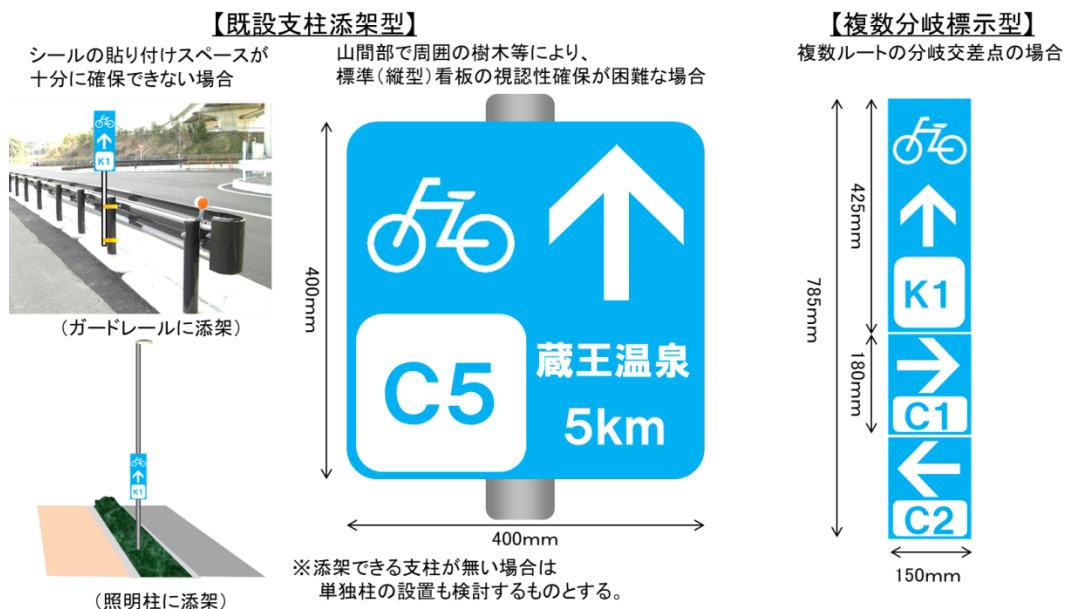 【既設支柱添架型】
シールの貼り付けスペースが
十分に確保できない場合
K1
(ガードレールに添架)
K1
(照明柱に添架)
山間部で周囲の樹木等により、
標準(縦型)看板の視認性確保が困難な場合
400mm
C5
蔵王温泉
5km
400mm
※添架できる支柱が無い場合は
単独柱の設置も検討するものとする。
【複数分岐標示型】
複数ルートの分岐交差点の場合
785mm
425mm
K1
180mm
C1
C2
150mm